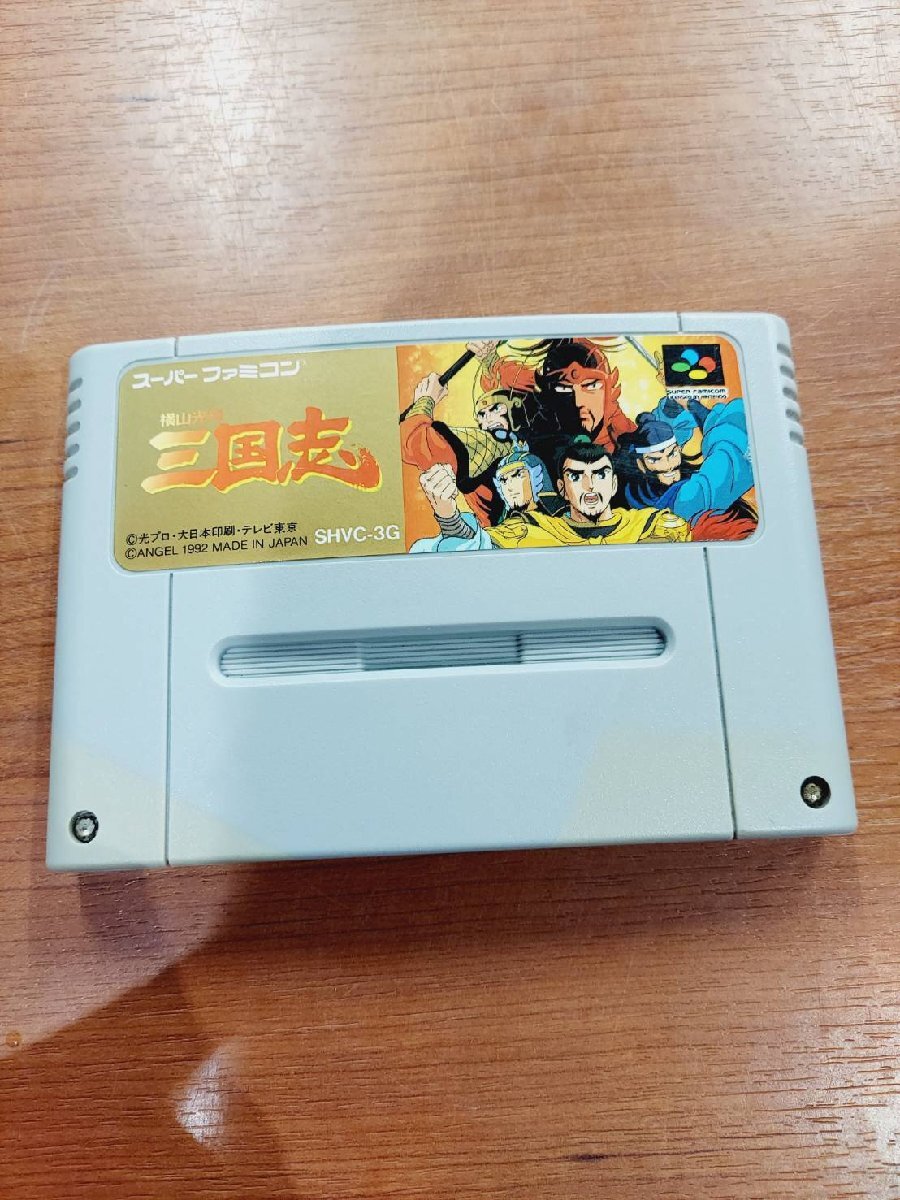 スーパーファミコン
横山光輝
三国志
©光プロ・大日本印刷・テレビ東京
©ANGEL 1992 MADE IN JAPAN SHVC-3G
SUPER FAMICOM